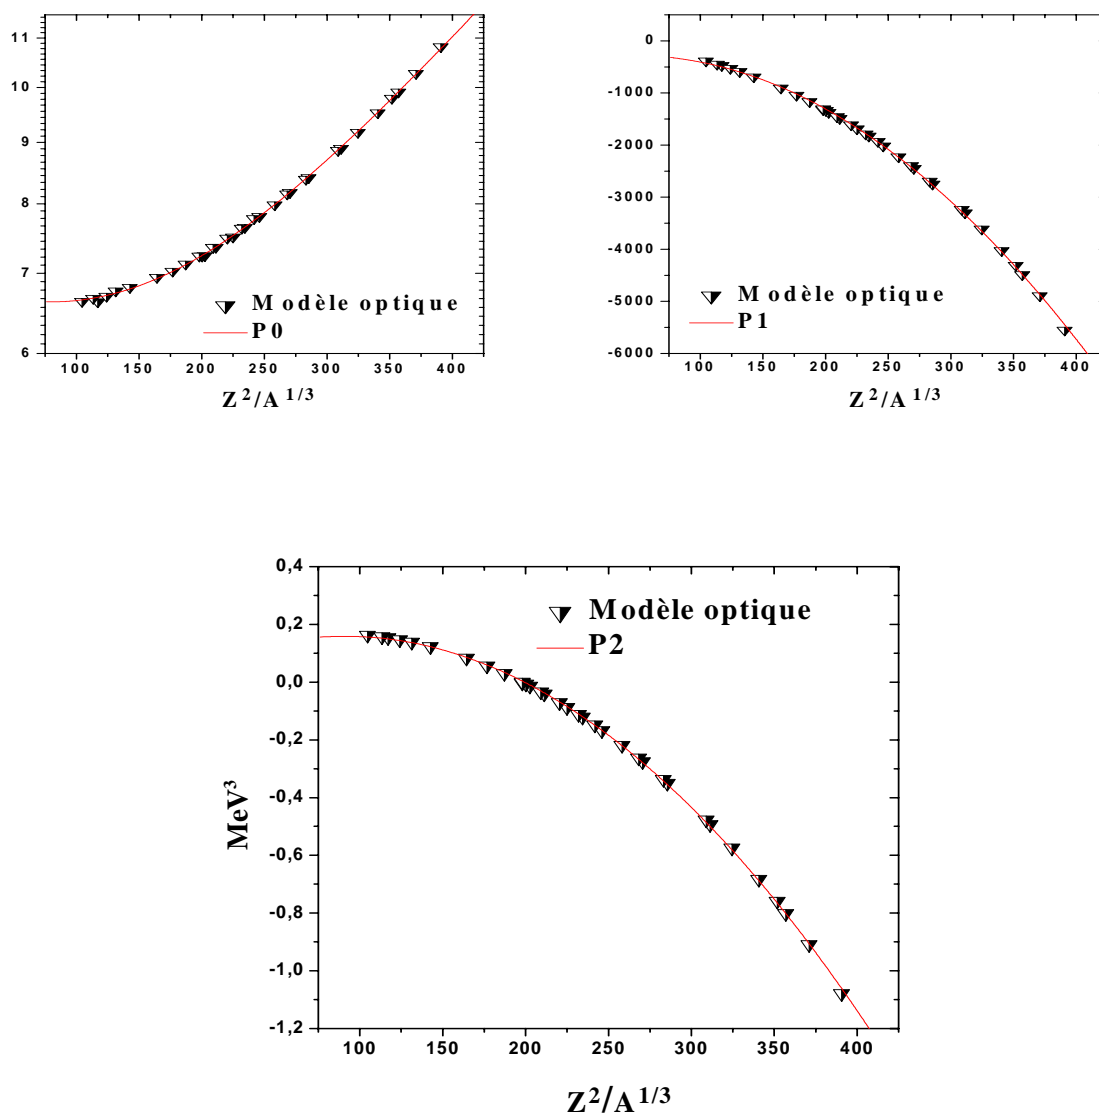 11
10
9
8
7
6
Modèle optique
P0
100 150 200 250 300 350 400
Z²/A^1/3
0
-1000
-2000
-3000
-4000
-5000
-6000
Modèle optique
P1
100 150 200 250 300 350 400
Z²/A^1/3
0,4
0,2
0,0
-0,2
-0,4
-0,6
-0,8
-1,0
-1,2
MeV³
Modèle optique
P2
100 150 200 250 300 350 400
Z²/A^1/3